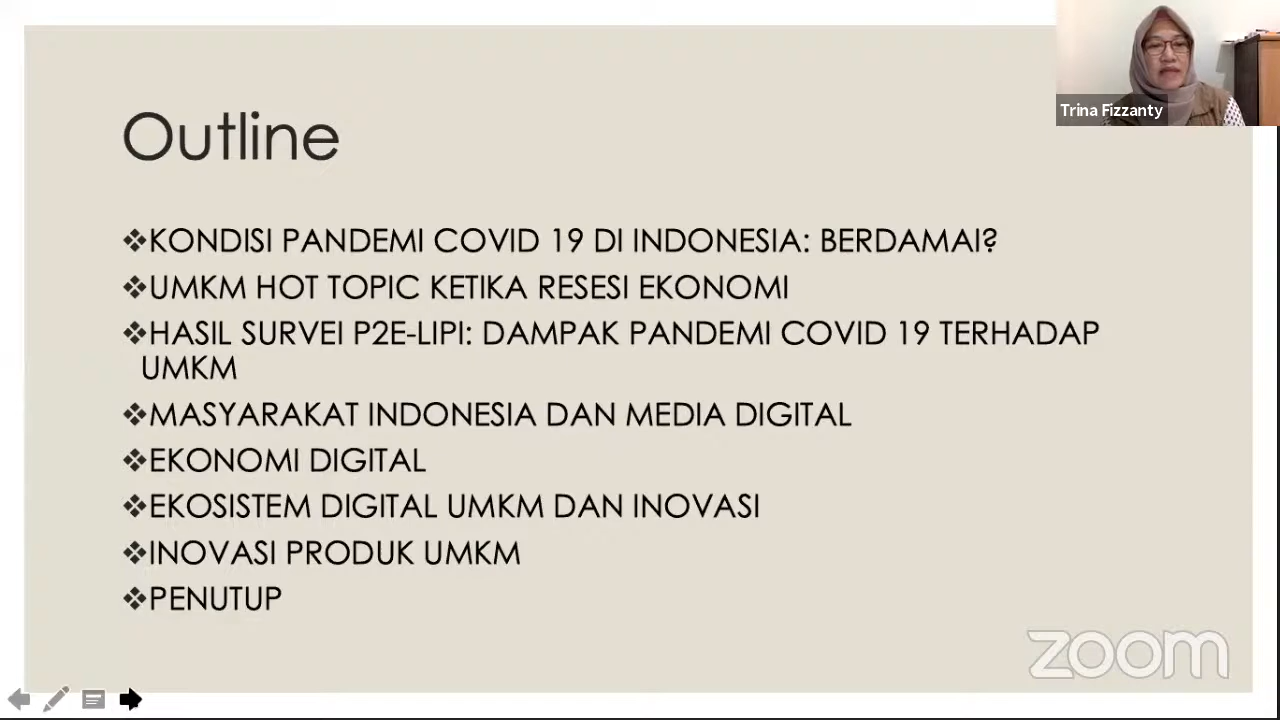 Trina Fizzanty
Outline
❖KONDISI PANDEMI COVID 19 DI INDONESIA: BERDAMAI?
❖UMKM HOT TOPIC KETIKA RESESI EKONOMI
❖HASIL SURVEI P2E-LIPI: DAMPAK PANDEMI COVID 19 TERHADAP
UMKM
❖MASYARAKAT INDONESIA DAN MEDIA DIGITAL
❖EKONOMI DIGITAL
❖EKOSISTEM DIGITAL UMKM DAN INOVASI
❖INOVASI PRODUK UMKM
❖PENUTUP
zoom